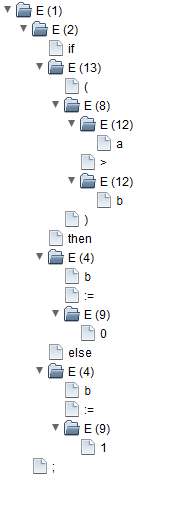 E (1)
E (2)
if
E (13)
(
E (8)
E (12)
a
>
E (12)
b
)
then
E (4)
b
:=
E (9)
0
else
E (4)
b
:=
E (9)
1
;